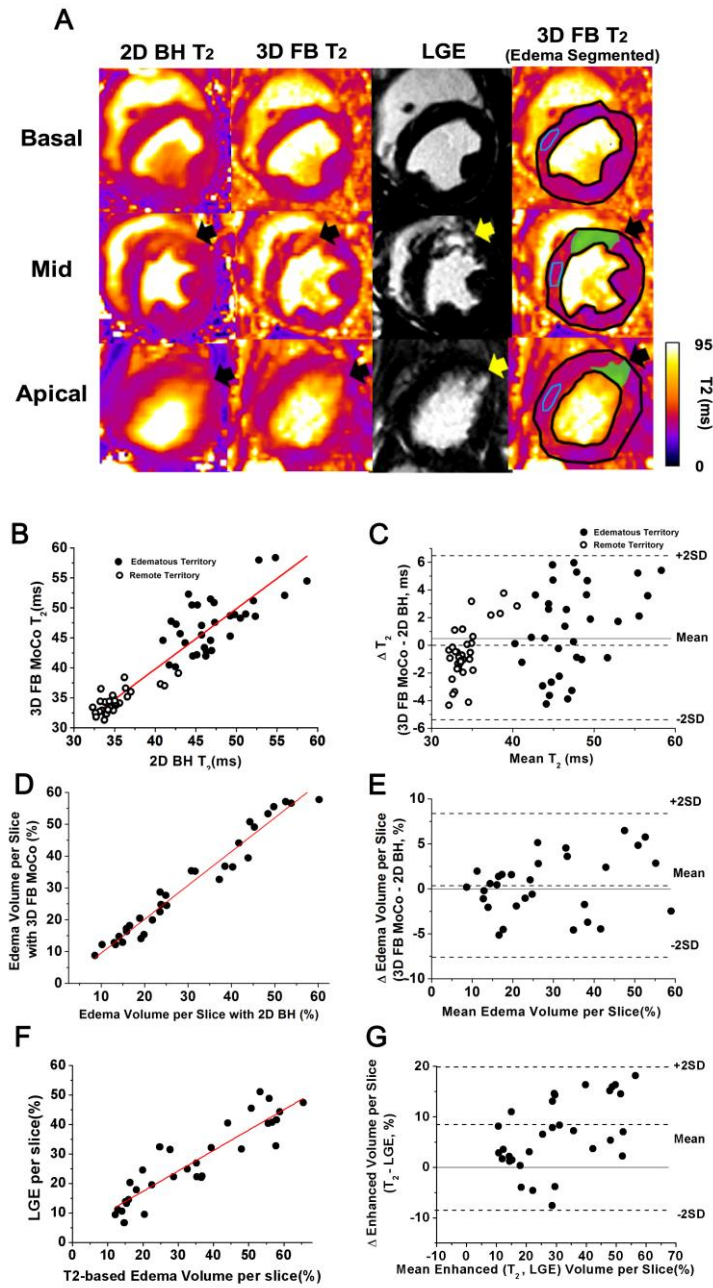 A
2D BH T2
3D FB T2
LGE
3D FB T2
(Edema Segmented)
Basal
Mid
Apical
95
T2 (ms)
0
B
Edematous Territory
Remote Territory
3D FB MoCo T2(ms)
60
55
50
45
40
35
30
30 35 40 45 50 55 60
2D BH T2(ms)
C
Edematous Territory
Remote Territory
Δ T2
(3D FB MoCo - 2D BH, ms)
6
4
2
0
-2
-4
-6
+2SD
Mean
-2SD
30 40 50 60
Mean T2 (ms)
D
Edema Volume per Slice
with 3D FB MoCo (%)
60
50
40
30
20
10
0
0 10 20 30 40 50 60
Edema Volume per Slice with 2D BH (%)
E
Δ Edema Volume per Slice
(3D FB MoCo - 2D BH, %)
10
5
0
-5
-10
+2SD
Mean
-2SD
0 10 20 30 40 50 60
Mean Edema Volume per Slice(%)
F
LGE per slice(%)
60
50
40
30
20
10
0
0 10 20 30 40 50 60
T2-based Edema Volume per slice(%)
G
Δ Enhanced Volume per Slice
(T2 - LGE, %)
20
10
0
-10
+2SD
Mean
-2SD
-10 0 10 20 30 40 50 60 70
Mean Enhanced (T2, LGE) Volume per Slice(%)